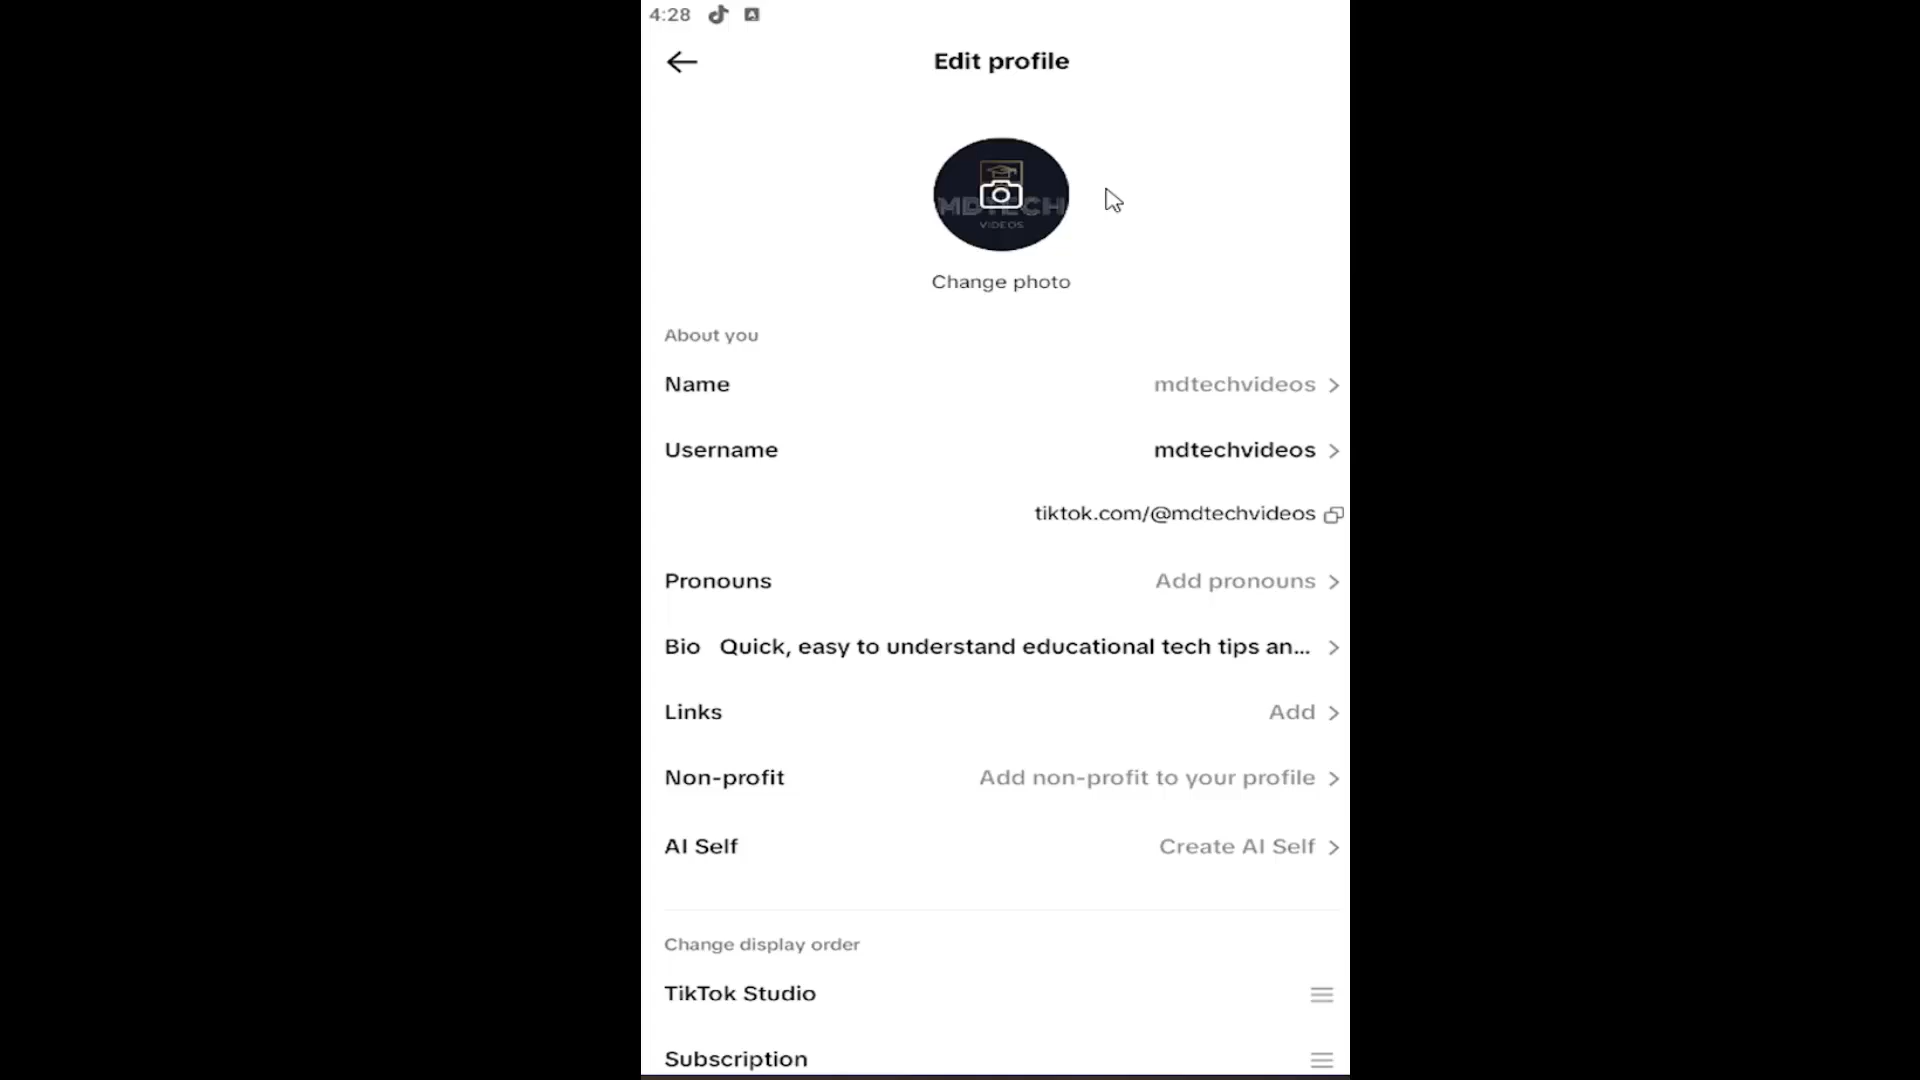 4:28
Edit profile
MDTECH
VIDEOS
Change photo
About you
Name mdtechvideos
Username mdtechvideos
tiktok.com/@mdtechvideos
Pronouns Add pronouns
Bio Quick, easy to understand educational tech tips an...
Links Add
Non-profit Add non-profit to your profile
AI Self Create AI Self
Change display order
TikTok Studio
Subscription